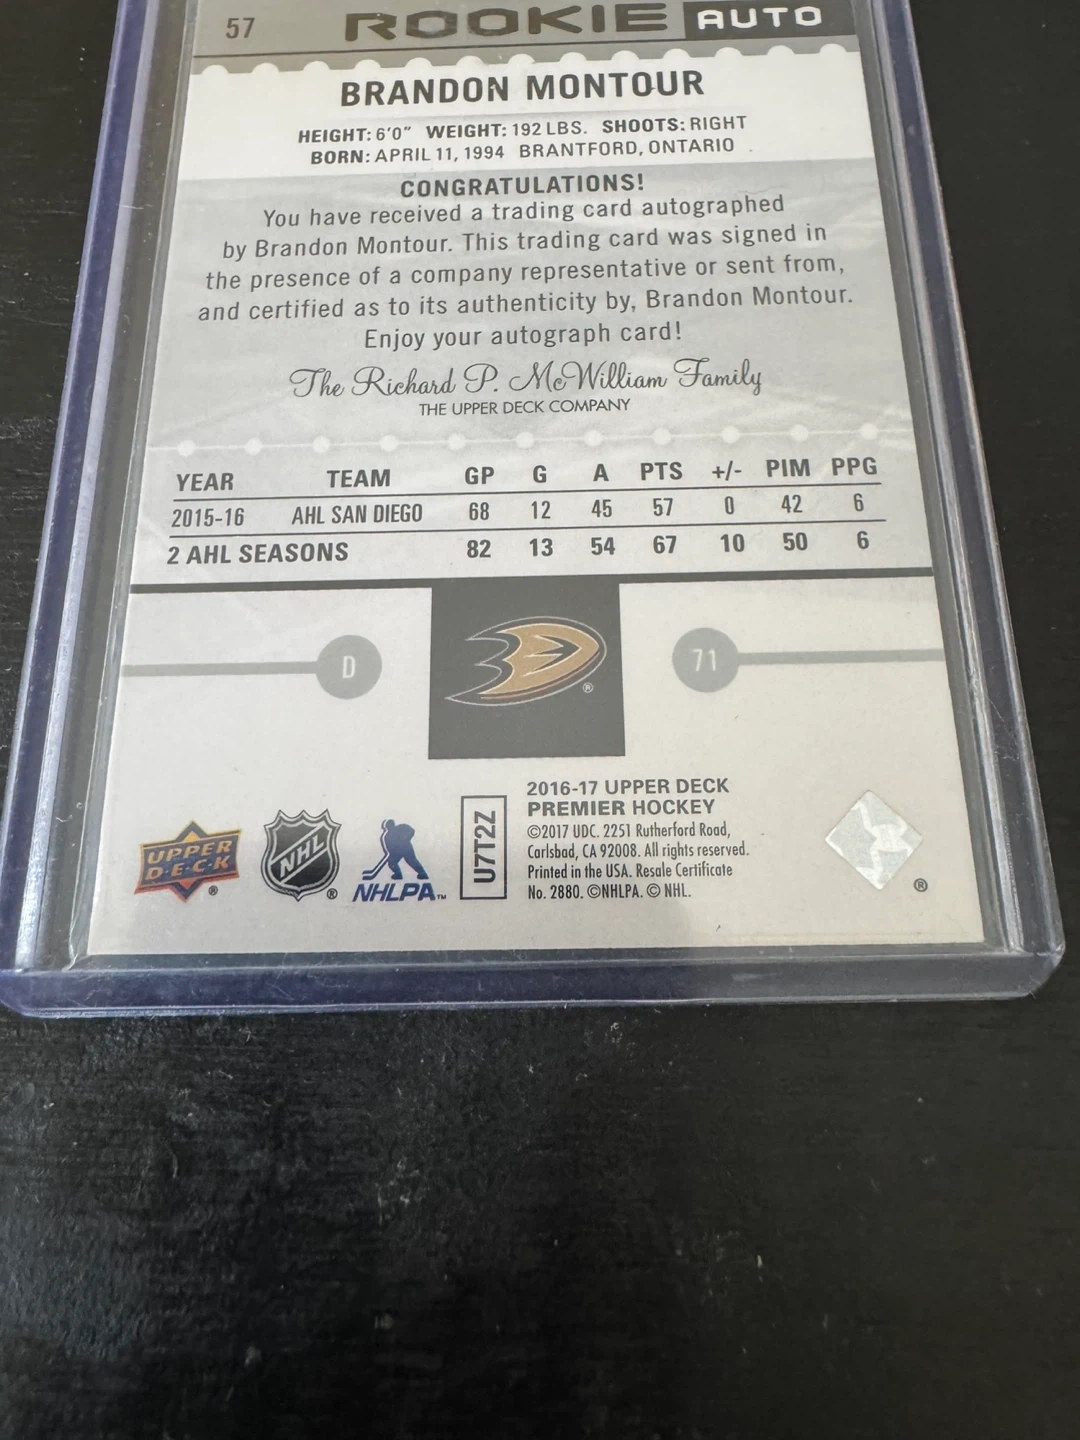 57 ROOKIE AUTO
BRANDON MONTOUR
HEIGHT: 6'0" WEIGHT: 192 LBS. SHOOTS: RIGHT
BORN: APRIL 11, 1994 BRANTFORD, ONTARIO
CONGRATULATIONS!
You have received a trading card autographed
by Brandon Montour. This trading card was signed in
the presence of a company representative or sent from,
and certified as to its authenticity by, Brandon Montour.
Enjoy your autograph card!
The Richard P. McWilliam Family
THE UPPER DECK COMPANY
YEAR TEAM GP G A PTS +/- PIM PPG
2015-16 AHL SAN DIEGO 68 12 45 57 0 42 6
2 AHL SEASONS 82 13 54 67 10 50 6
D 71
®
UPPER
D·E·C·K
®
NHL
®
NHLPA™
U7T2Z
2016-17 UPPER DECK
PREMIER HOCKEY
©2017 UDC. 2251 Rutherford Road,
Carlsbad, CA 92008. All rights reserved.
Printed in the USA. Resale Certificate
No. 2880. ©NHLPA. © NHL.
®